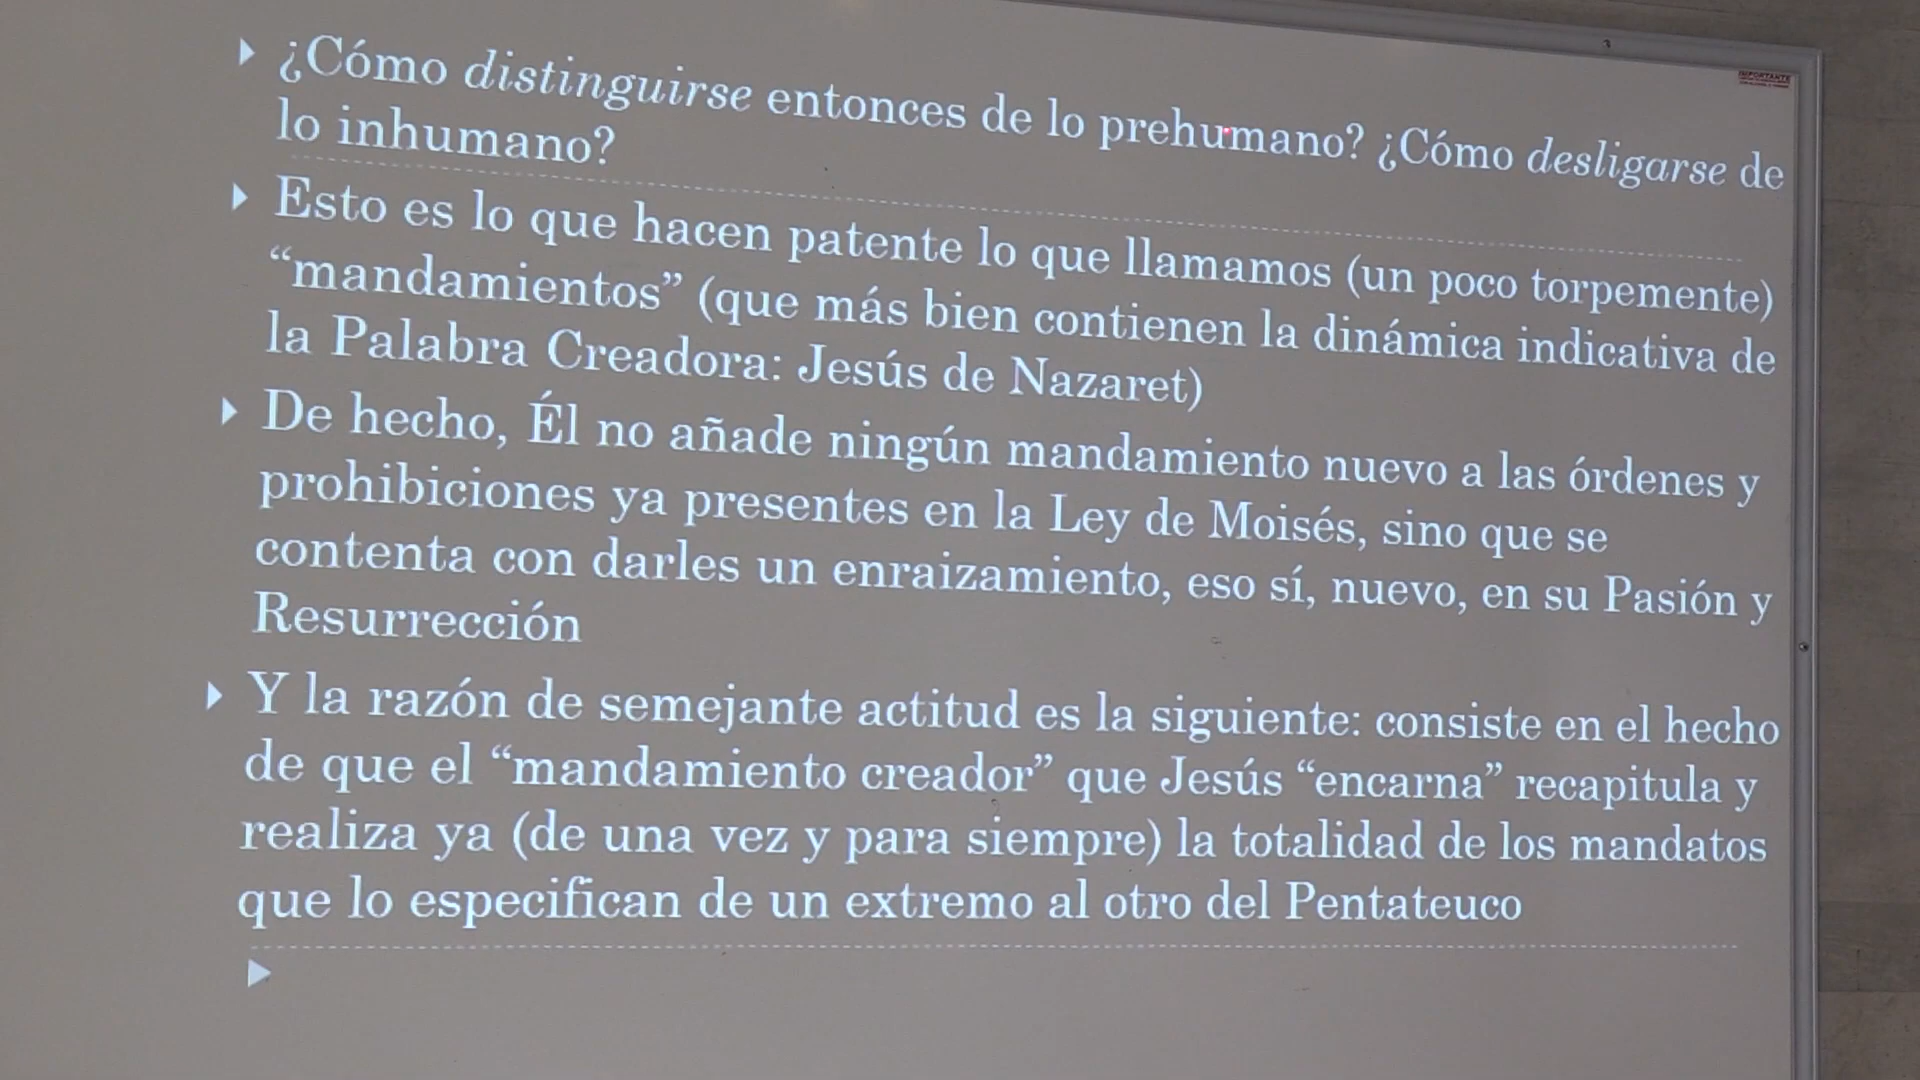 ¿Cómo distinguirse entonces de lo prehumano? ¿Cómo desligarse de
lo inhumano?
Esto es lo que hacen patente lo que llamamos (un poco torpemente)
“mandamientos” (que más bien contienen la dinámica indicativa de
la Palabra Creadora: Jesús de Nazaret)
De hecho, Él no añade ningún mandamiento nuevo a las órdenes y
prohibiciones ya presentes en la Ley de Moisés, sino que se
contenta con darles un enraizamiento, eso sí, nuevo, en su Pasión y
Resurrección
Y la razón de semejante actitud es la siguiente: consiste en el hecho
de que el “mandamiento creador” que Jesús “encarna” recapitula y
realiza ya (de una vez y para siempre) la totalidad de los mandatos
que lo especifican de un extremo al otro del Pentateuco
IMPORTANTE